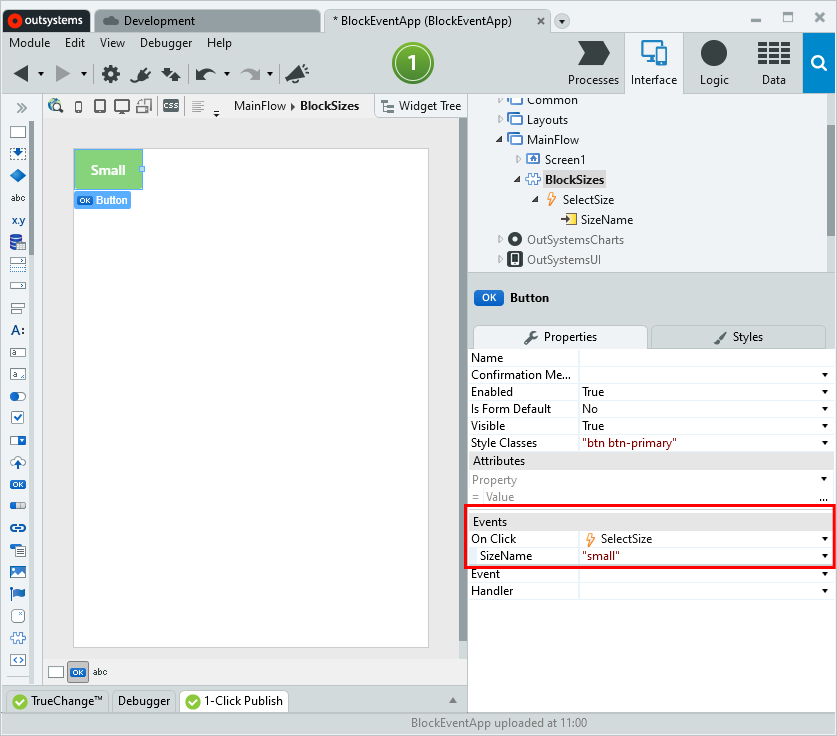 outsystems
Development
* BlockEventApp (BlockEventApp)
Module Edit View Debugger Help
1
Processes Interface Logic Data
CSS
MainFlow BlockSizes
Widget Tree
Common
Layouts
MainFlow
Screen1
BlockSizes
SelectSize
SizeName
OutSystemsCharts
OutSystemsUI
abc
x.y
A:
OK
Small
OK Button
OK Button
Properties Styles
Name
Confirmation Me...
Enabled True
Is Form Default No
Visible True
Style Classes "btn btn-primary"
Attributes
Property
= Value ...
Events
On Click SelectSize
SizeName "small"
Event
Handler
OK abc
TrueChange™ Debugger 1-Click Publish
BlockEventApp uploaded at 11:00